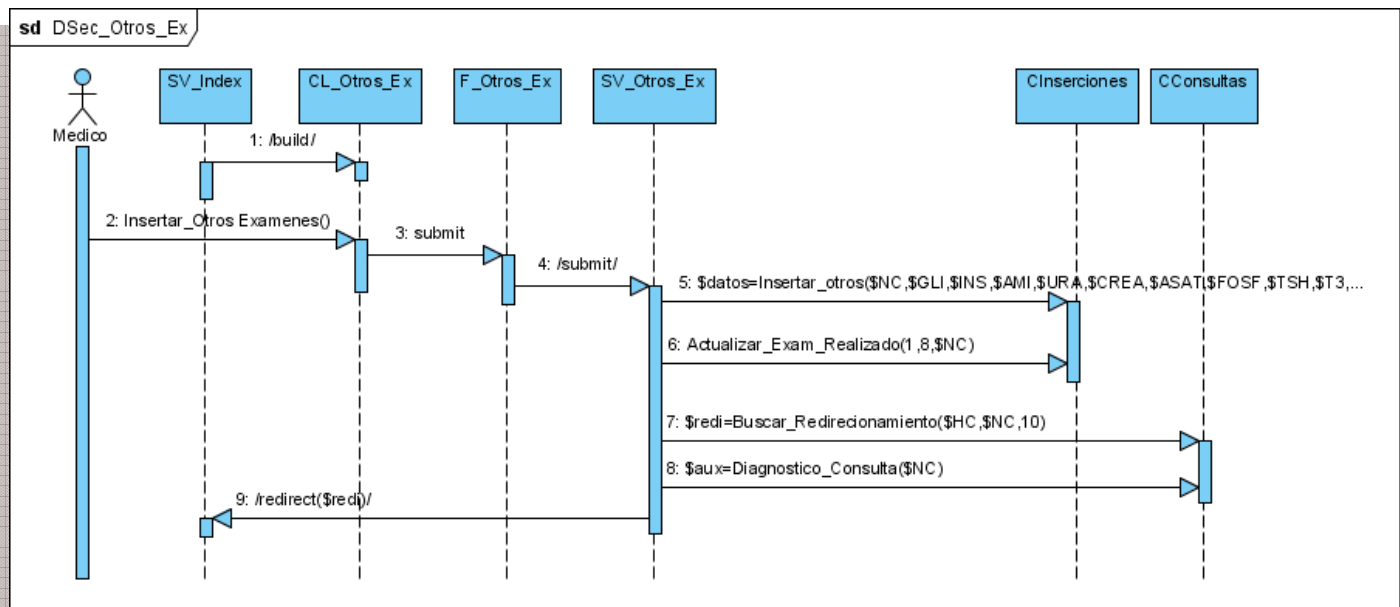 sd DSec_Otros_Ex
SV_Index
CL_Otros_Ex
F_Otros_Ex
SV_Otros_Ex
CInserciones
CConsultas
Medico
1: /build/
2: Insertar_Otros Examenes()
3: submit
4: /submit/
5: $datos=Insertar_otros($NC,$GLI,$INS,$AMI,$URA,$CREA,$ASAT,$FOSF,$TSH,$T3,...
6: Actualizar_Exam_Realizado(1,8,$NC)
7: $redi=Buscar_Redirecionamiento($HC,$NC,10)
8: $aux=Diagnostico_Consulta($NC)
9: /redirect($redi)/